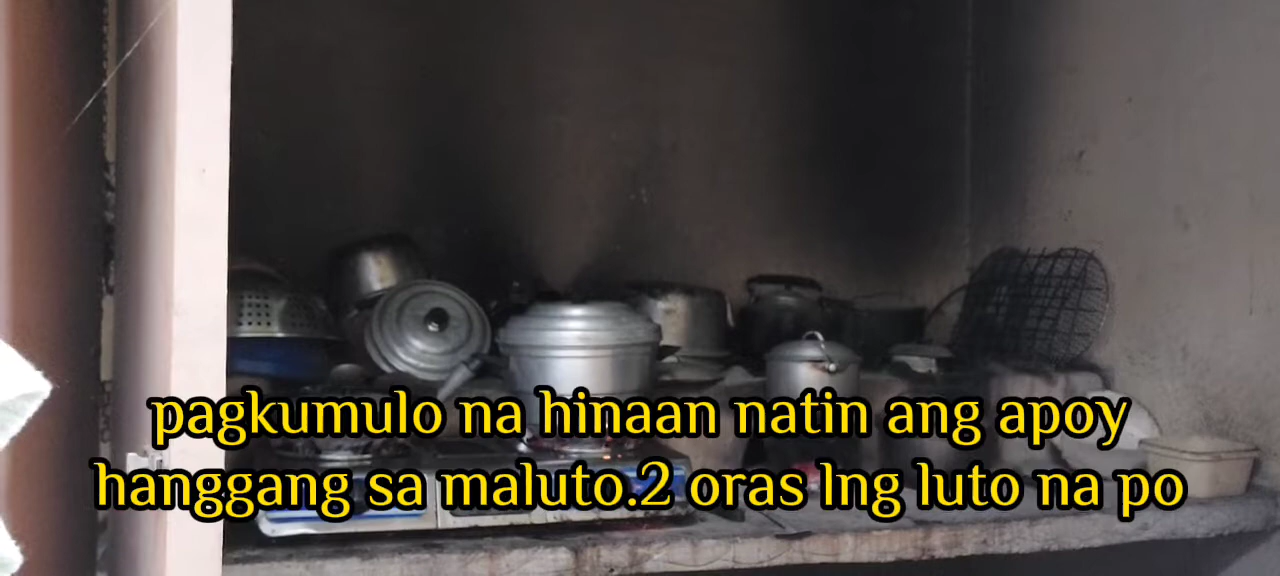 pagkumulo na hinaan natin ang apoy
hanggang sa maluto.2 oras lng luto na po